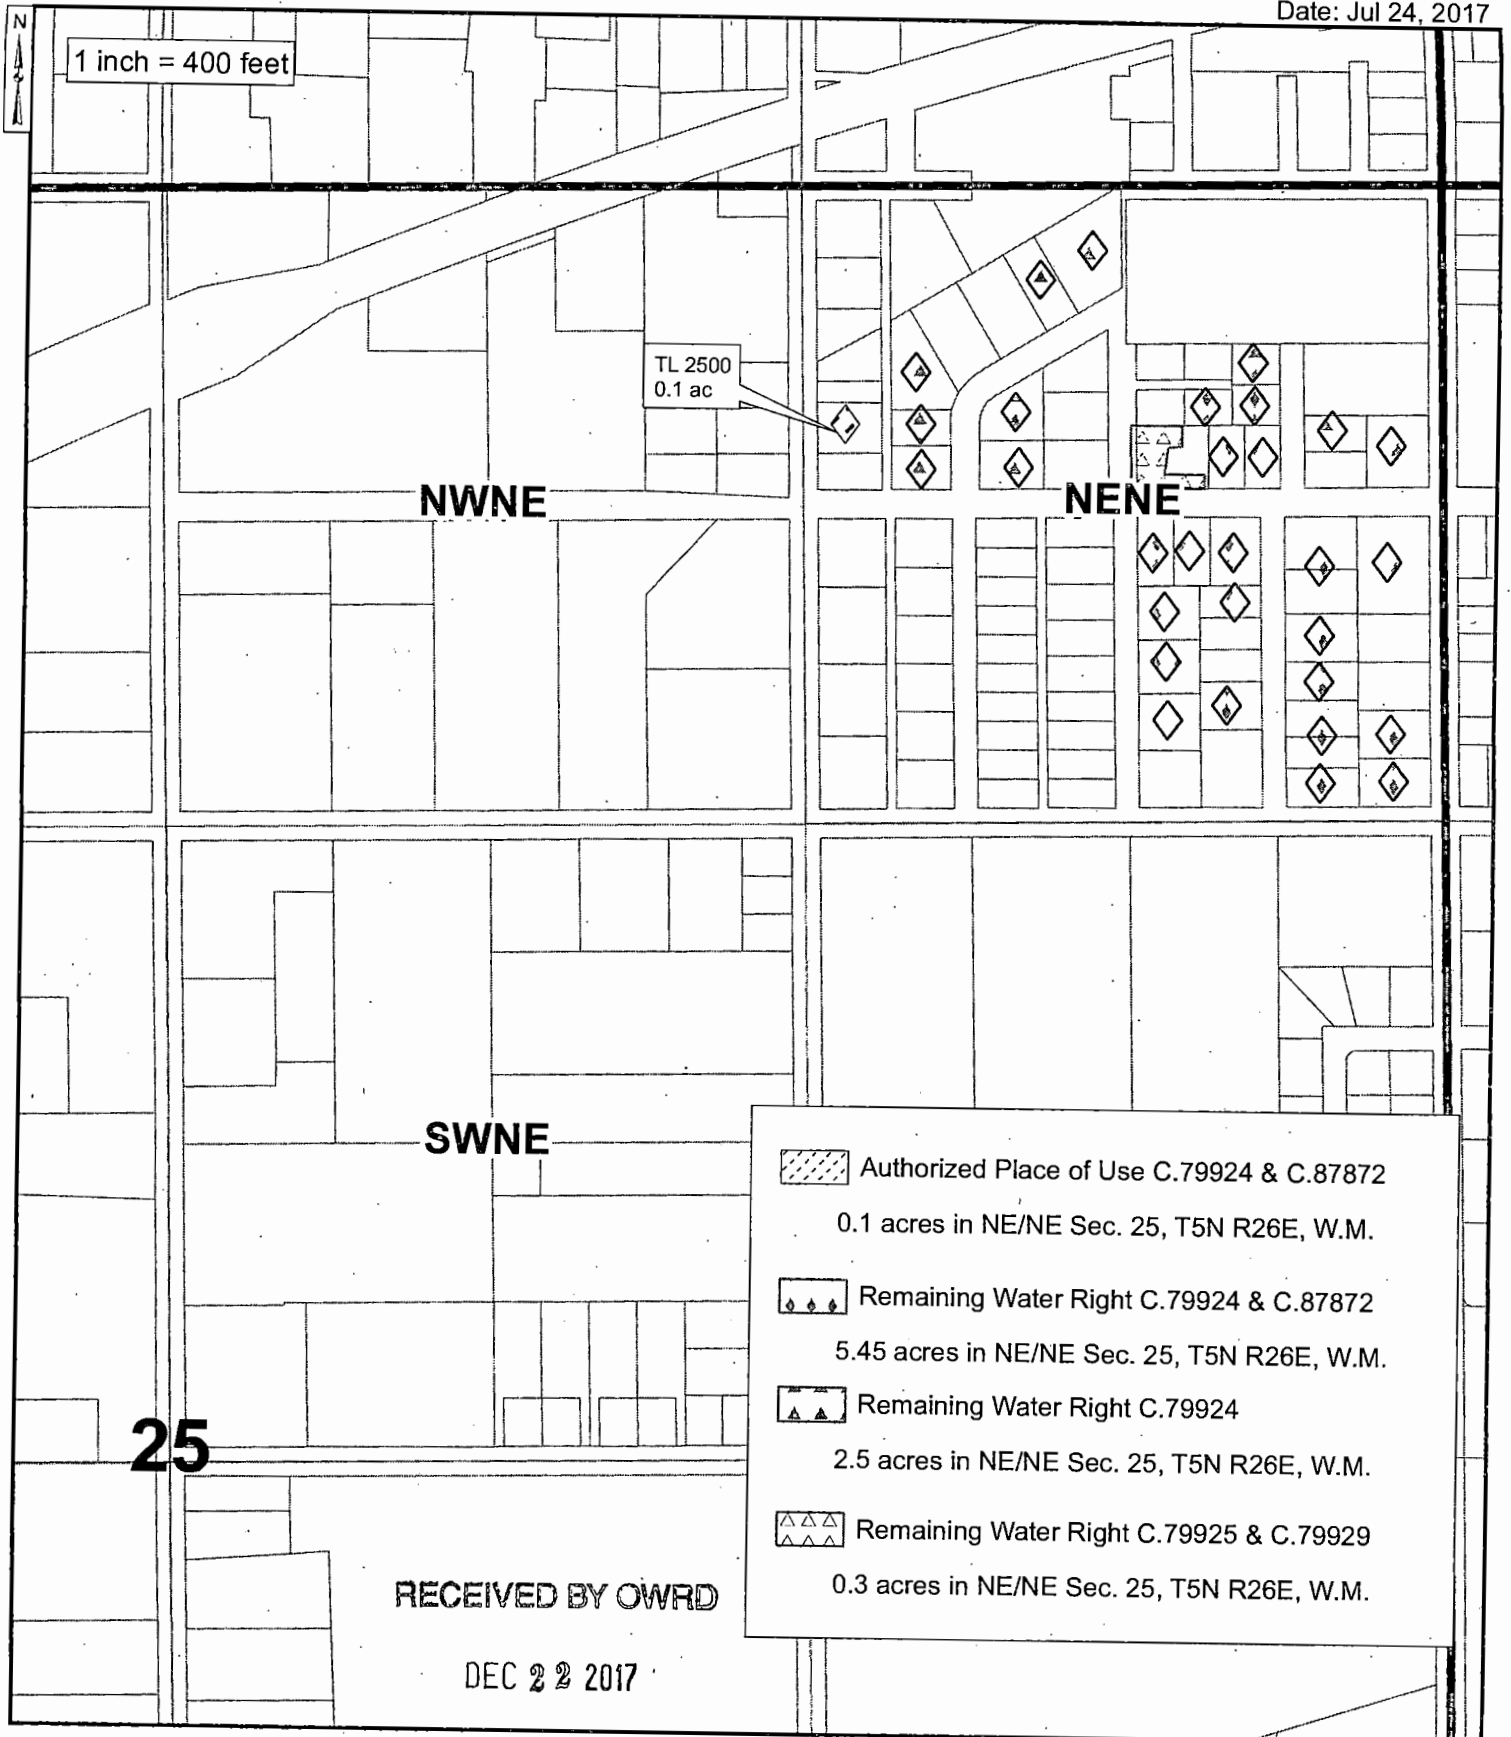 Date: Jul 24, 2017
N
1 inch = 400 feet
TL 2500
0.1 ac
NWNE
NENE
SWNE
Authorized Place of Use C.79924 & C.87872
0.1 acres in NE/NE Sec. 25, T5N R26E, W.M.
Remaining Water Right C.79924 & C.87872
5.45 acres in NE/NE Sec. 25, T5N R26E, W.M.
Remaining Water Right C.79924
2.5 acres in NE/NE Sec. 25, T5N R26E, W.M.
Remaining Water Right C.79925 & C.79929
0.3 acres in NE/NE Sec. 25, T5N R26E, W.M.
25
RECEIVED BY OWRD
DEC 22 2017